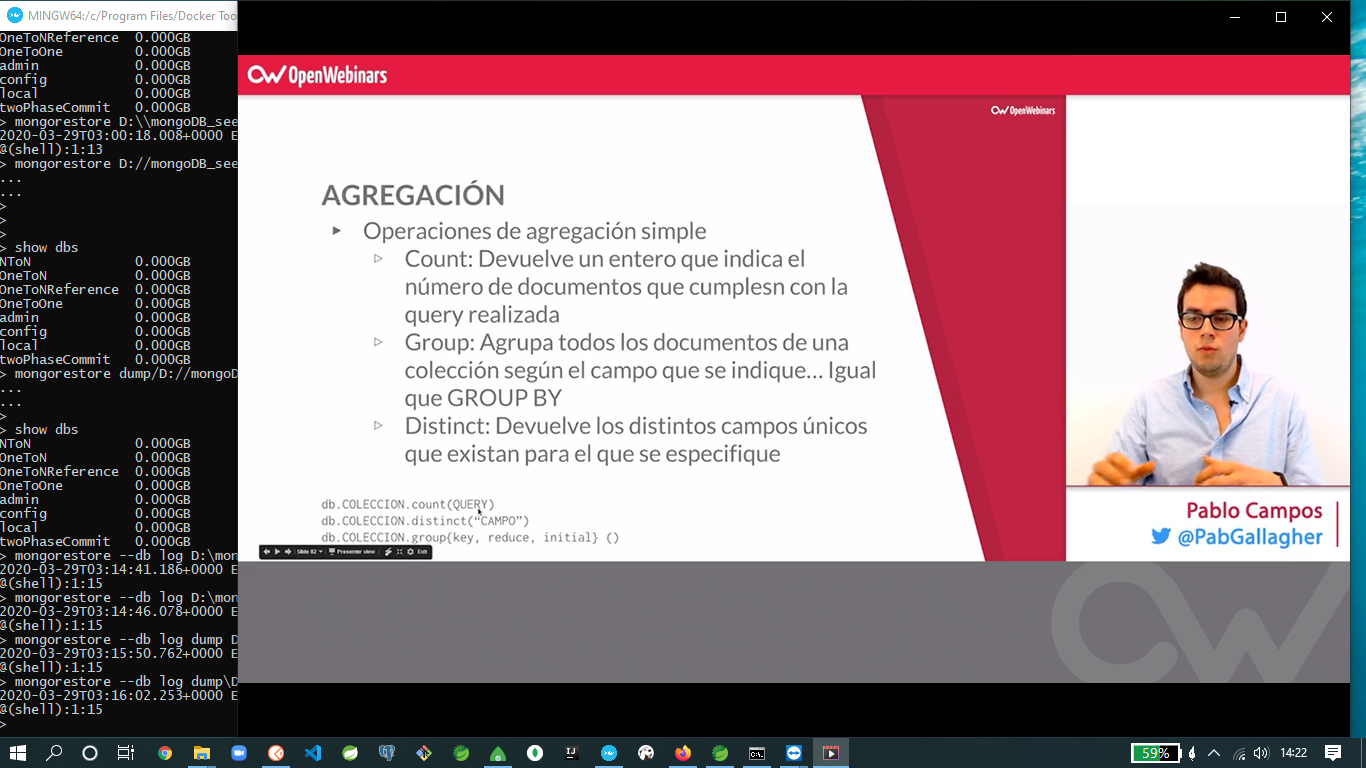 MINGW64:/c/Program Files/Docker Too
OneToNReference 0.000GB
OneToOne 0.000GB
admin 0.000GB
config 0.000GB
local 0.000GB
twoPhaseCommit 0.000GB
> mongorestore D:\\mongoDB_see
2020-03-29T03:00:18.008+0000 E
@(shell):1:13
> mongorestore D://mongoDB_see
...
...
>
>
>
> show dbs
NToN 0.000GB
OneToN 0.000GB
OneToNReference 0.000GB
OneToOne 0.000GB
admin 0.000GB
config 0.000GB
local 0.000GB
twoPhaseCommit 0.000GB
> mongorestore dump/D://mongoD
...
...
>
> show dbs
NToN 0.000GB
OneToN 0.000GB
OneToNReference 0.000GB
OneToOne 0.000GB
admin 0.000GB
config 0.000GB
local 0.000GB
twoPhaseCommit 0.000GB
> mongorestore --db log D:\mon
2020-03-29T03:14:41.186+0000 E
@(shell):1:15
> mongorestore --db log D:\mon
2020-03-29T03:14:46.078+0000 E
@(shell):1:15
> mongorestore --db log dump D
2020-03-29T03:15:50.762+0000 E
@(shell):1:15
> mongorestore --db log dump\D
2020-03-29T03:16:02.253+0000 E
@(shell):1:15
>
OpenWebinars
OpenWebinars
AGREGACIÓN
Operaciones de agregación simple
Count: Devuelve un entero que indica el
número de documentos que cumplesn con la
query realizada
Group: Agrupa todos los documentos de una
colección según el campo que se indique... Igual
que GROUP BY
Distinct: Devuelve los distintos campos únicos
que existan para el que se especifique
db.COLECCION.count(QUERY)
db.COLECCION.distinct(“CAMPO”)
db.COLECCION.group{key, reduce, initial} ()
Slide 82 Presenter view Exit
Pablo Campos
@PabGallagher
59% 14:22